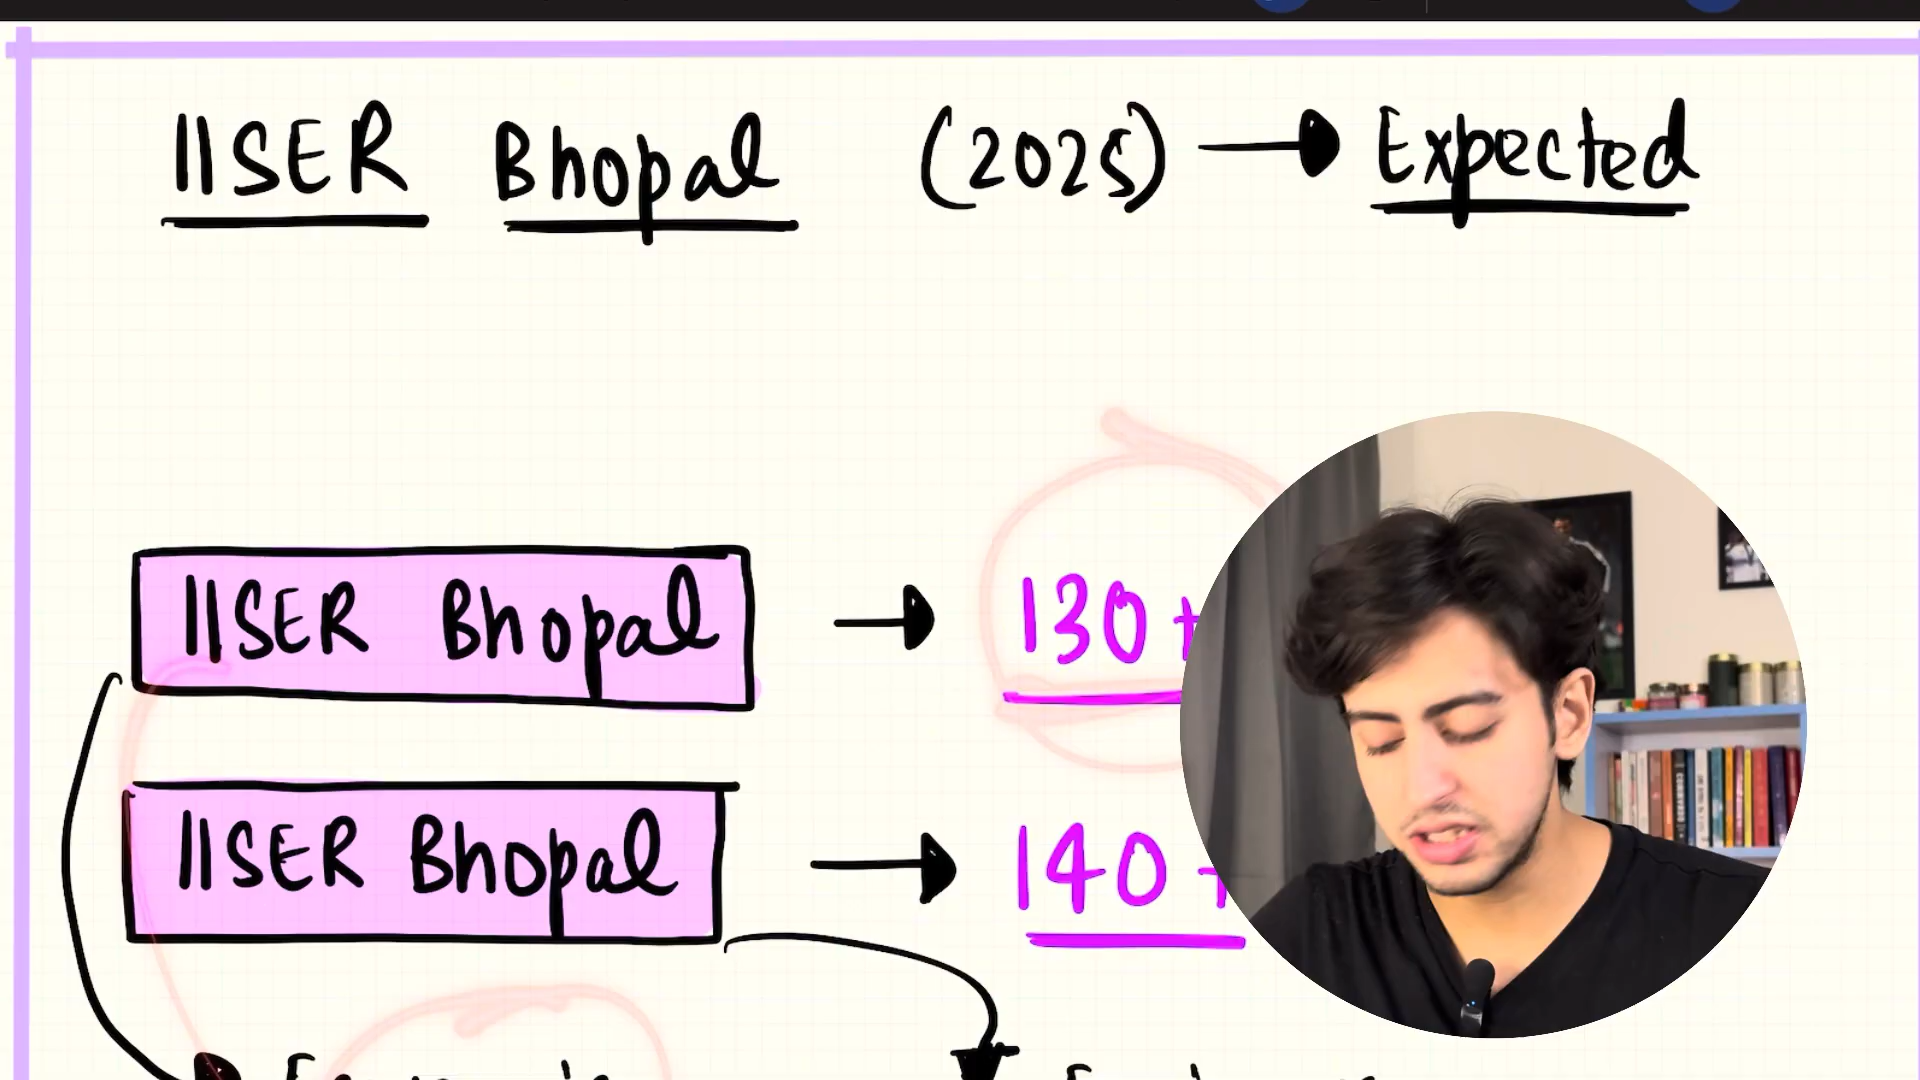 IISER Bhopal (2025) → Expected
IISER Bhopal → 130 +
IISER Bhopal → 140 +